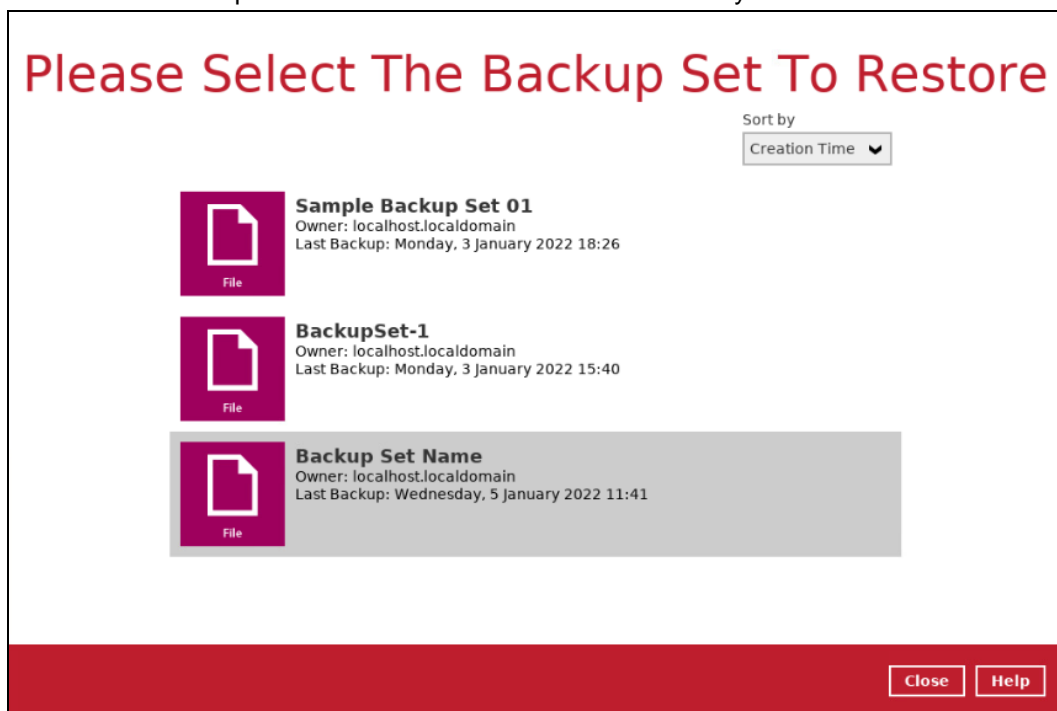 Please Select The Backup Set To Restore
Sort by
Creation Time
Sample Backup Set 01
Owner: localhost.localdomain
Last Backup: Monday, 3 January 2022 18:26
File
BackupSet-1
Owner: localhost.localdomain
Last Backup: Monday, 3 January 2022 15:40
File
Backup Set Name
Owner: localhost.localdomain
Last Backup: Wednesday, 5 January 2022 11:41
File
Close Help